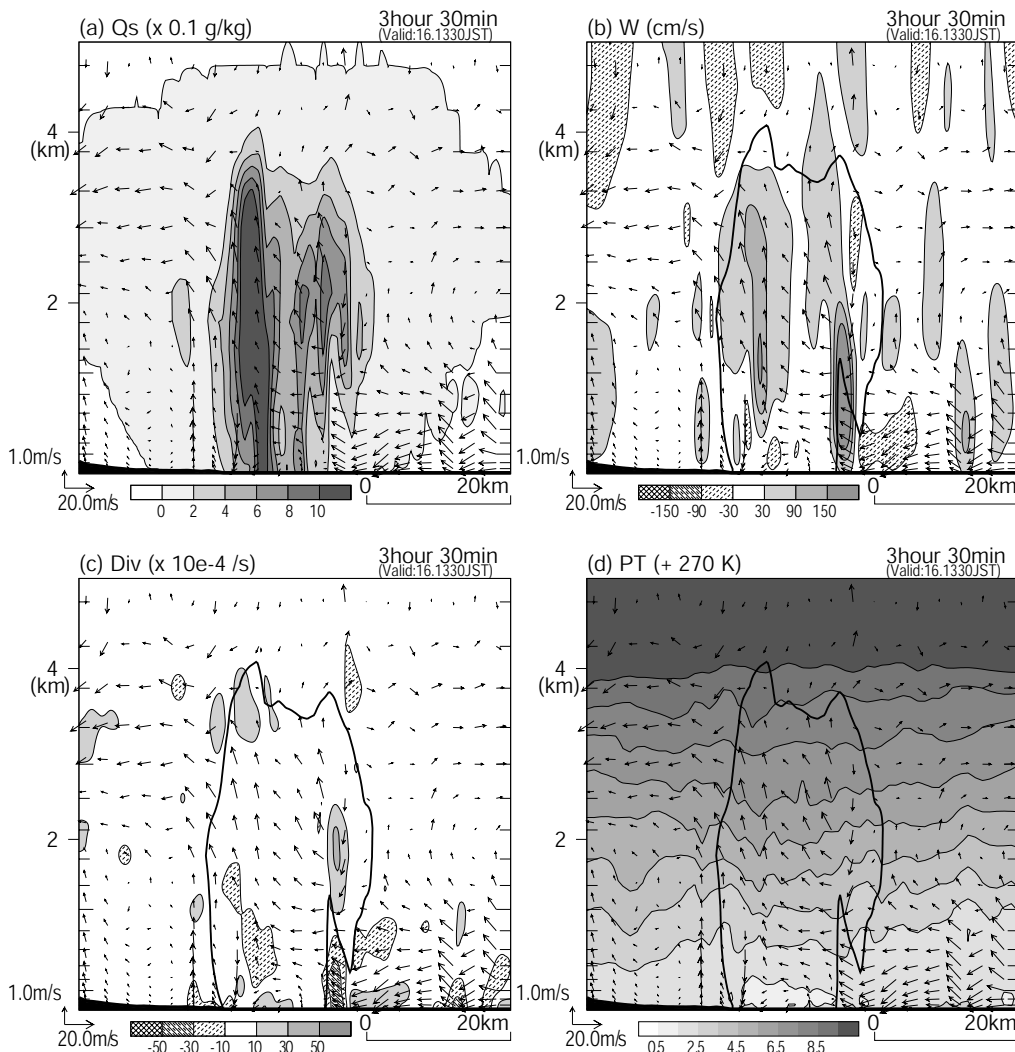 (a) Qs (x 0.1 g/kg)
3hour 30min
(Valid:16.1330JST)
4
(km)
2
1.0m/s
20.0m/s
0 2 4 6 8 10
0
20km
(b) W (cm/s)
3hour 30min
(Valid:16.1330JST)
4
(km)
2
1.0m/s
20.0m/s
-150 -90 -30 30 90 150
0
20km
(c) Div (x 10e-4 /s)
3hour 30min
(Valid:16.1330JST)
4
(km)
2
1.0m/s
20.0m/s
-50 -30 -10 10 30 50
0
20km
(d) PT (+ 270 K)
3hour 30min
(Valid:16.1330JST)
4
(km)
2
1.0m/s
20.0m/s
0.5 2.5 4.5 6.5 8.5
0
20km